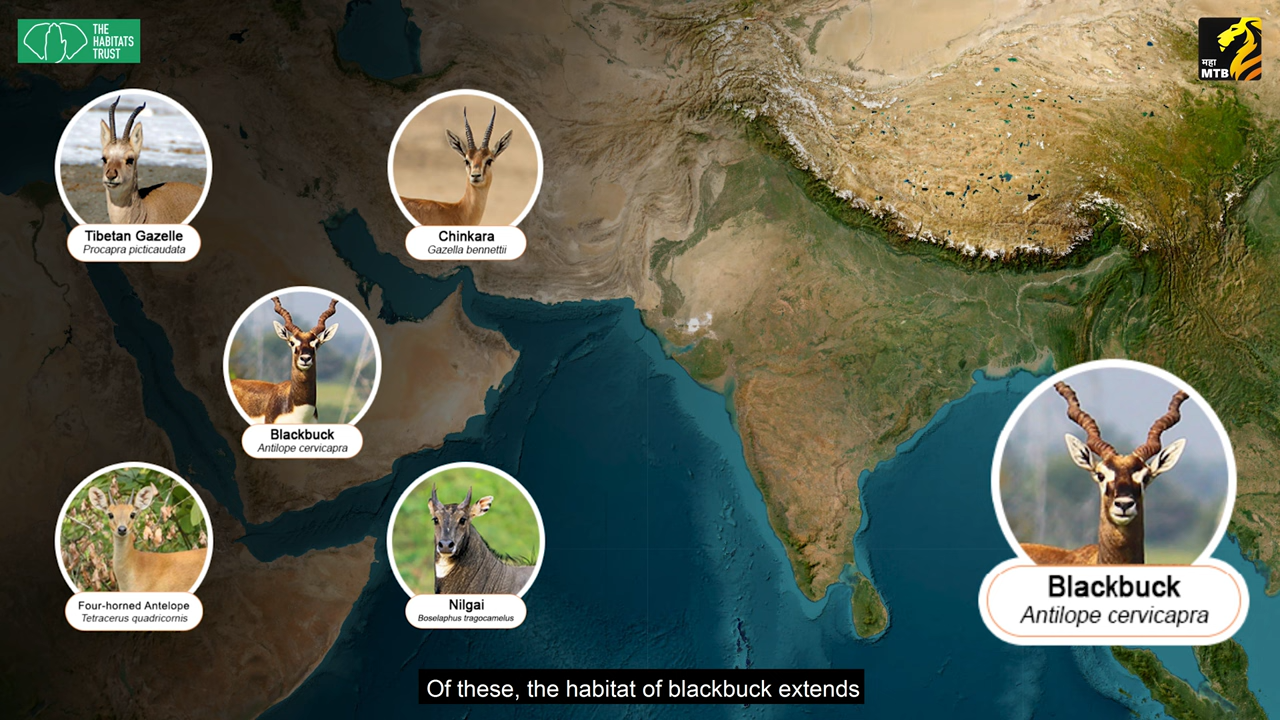 THE
HABITATS
TRUST
महा
MTB
Tibetan Gazelle
Procapra picticaudata
Chinkara
Gazella bennettii
Blackbuck
Antilope cervicapra
Four-horned Antelope
Tetracerus quadricornis
Nilgai
Boselaphus tragocamelus
Blackbuck
Antilope cervicapra
Of these, the habitat of blackbuck extends